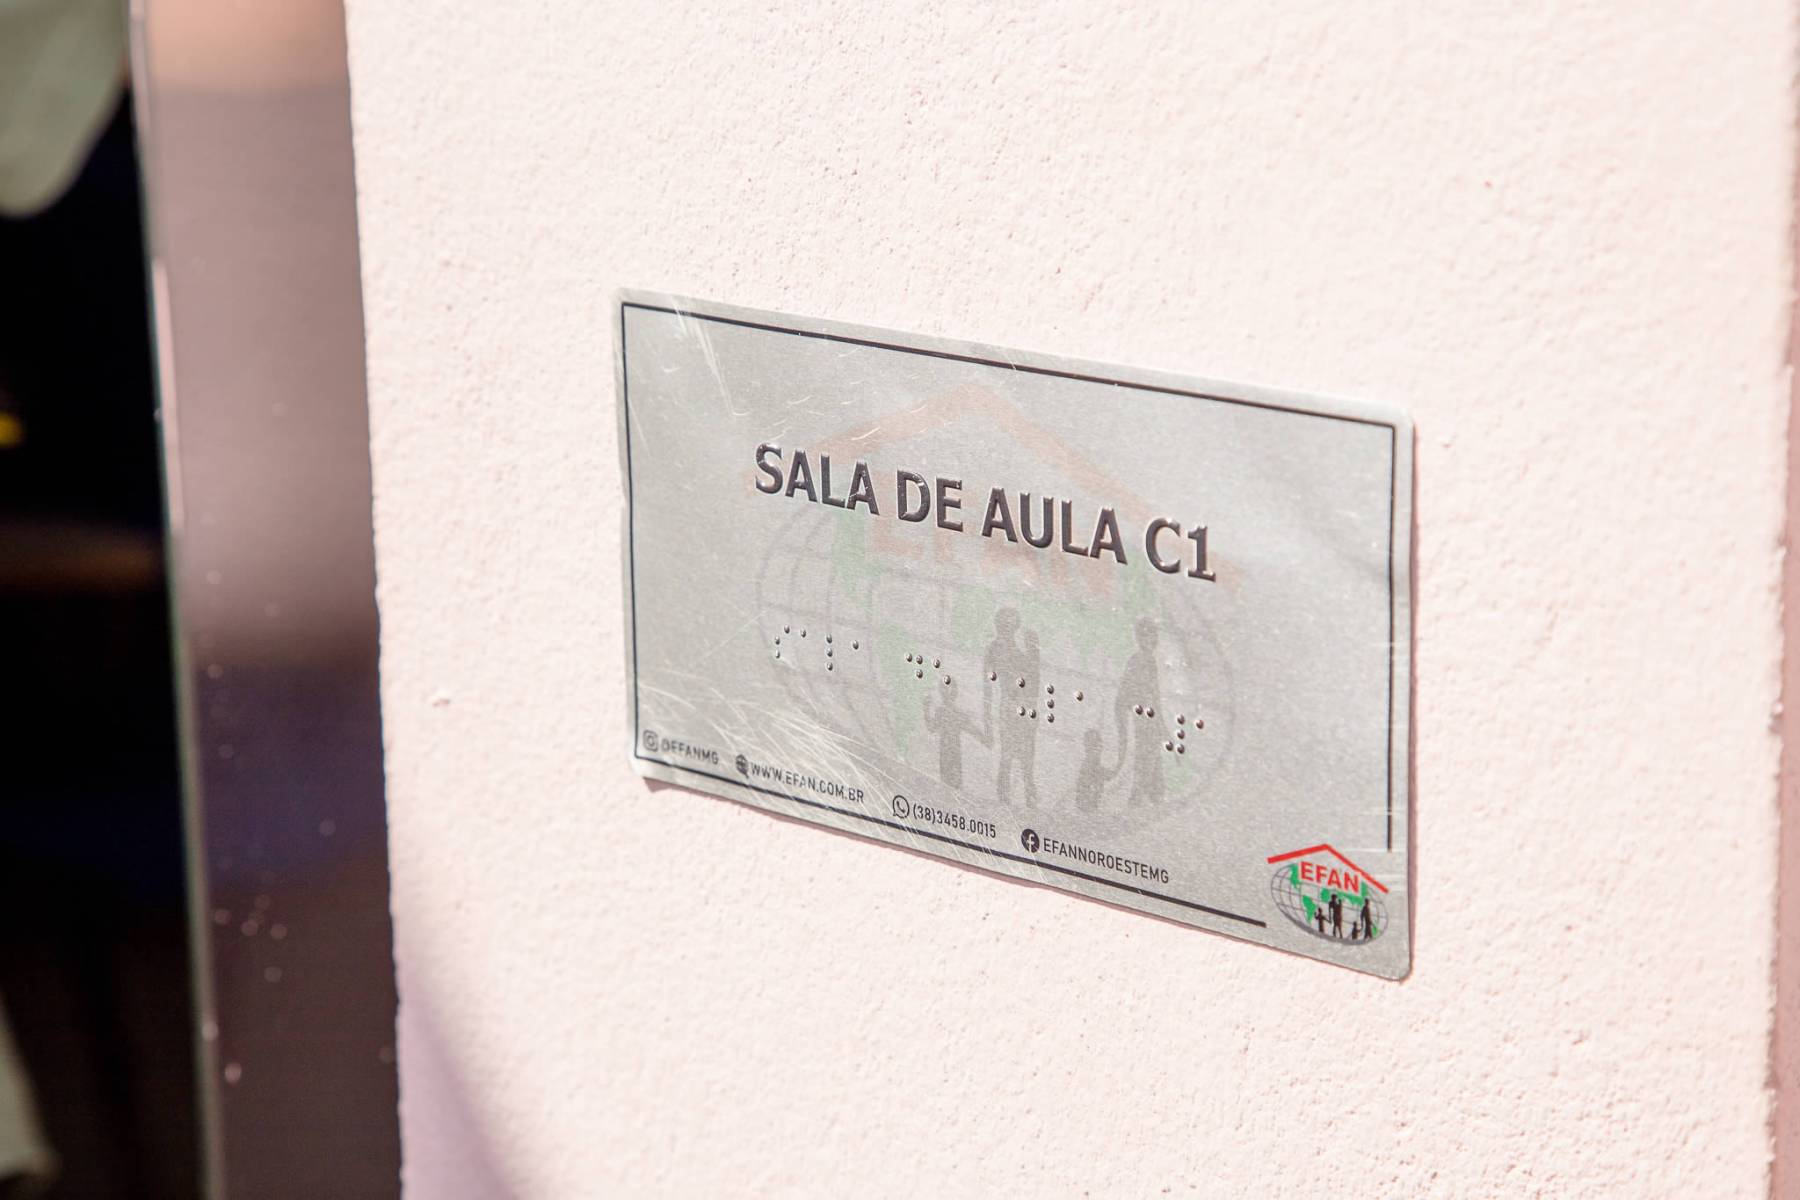 SALA DE AULA C1
@EFANMG WWW.EFAN.COM.BR (38)3458.0015 EFANNOROESTEMG
EFAN